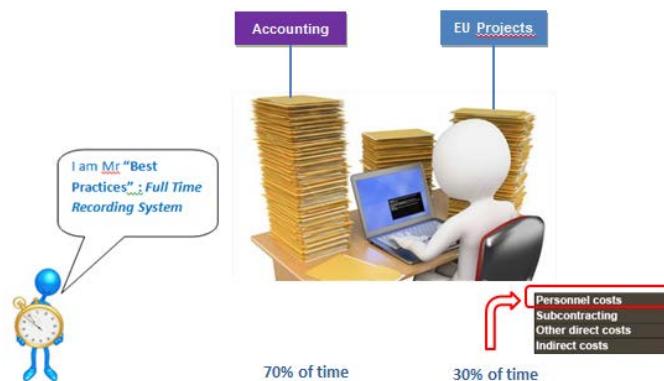 Accounting
EU Projects
I am Mr “Best
Practices” : Full Time
Recording System
Personnel costs
Subcontracting
Other direct costs
Indirect costs
70% of time
30% of time